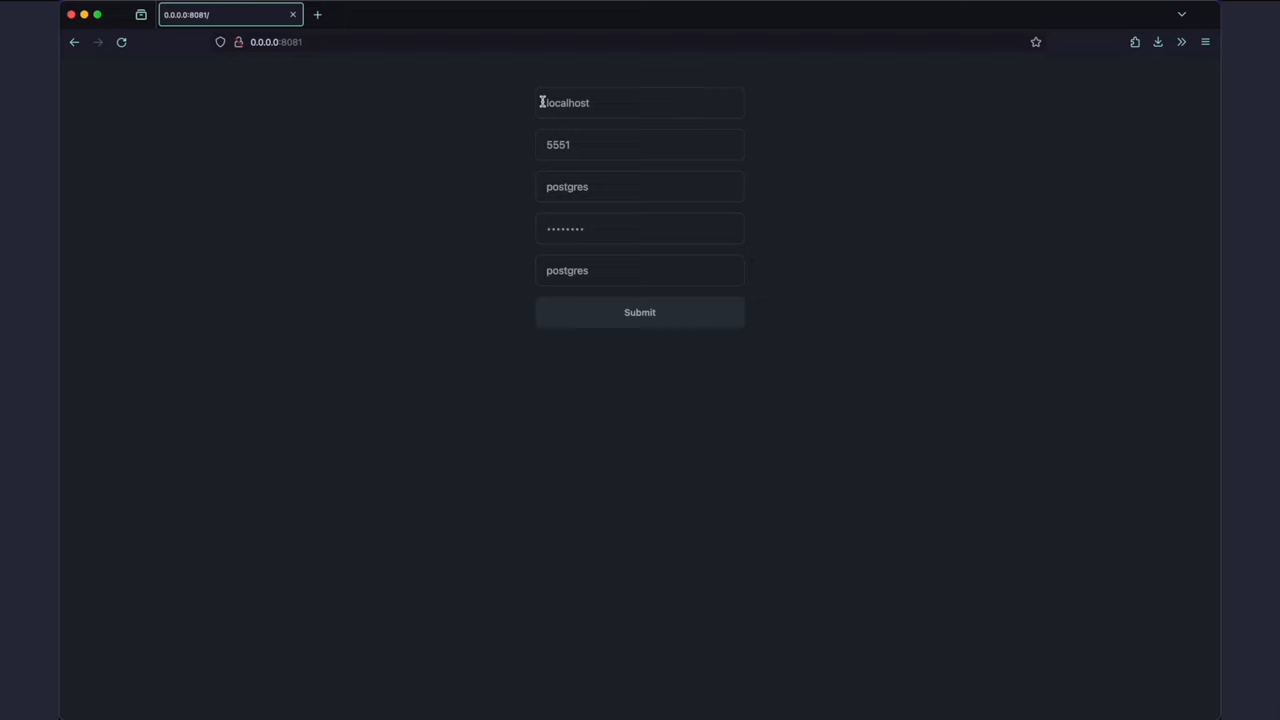 0.0.0.0:8081/
0.0.0.0:8081
localhost
5551
postgres
••••••••
postgres
Submit